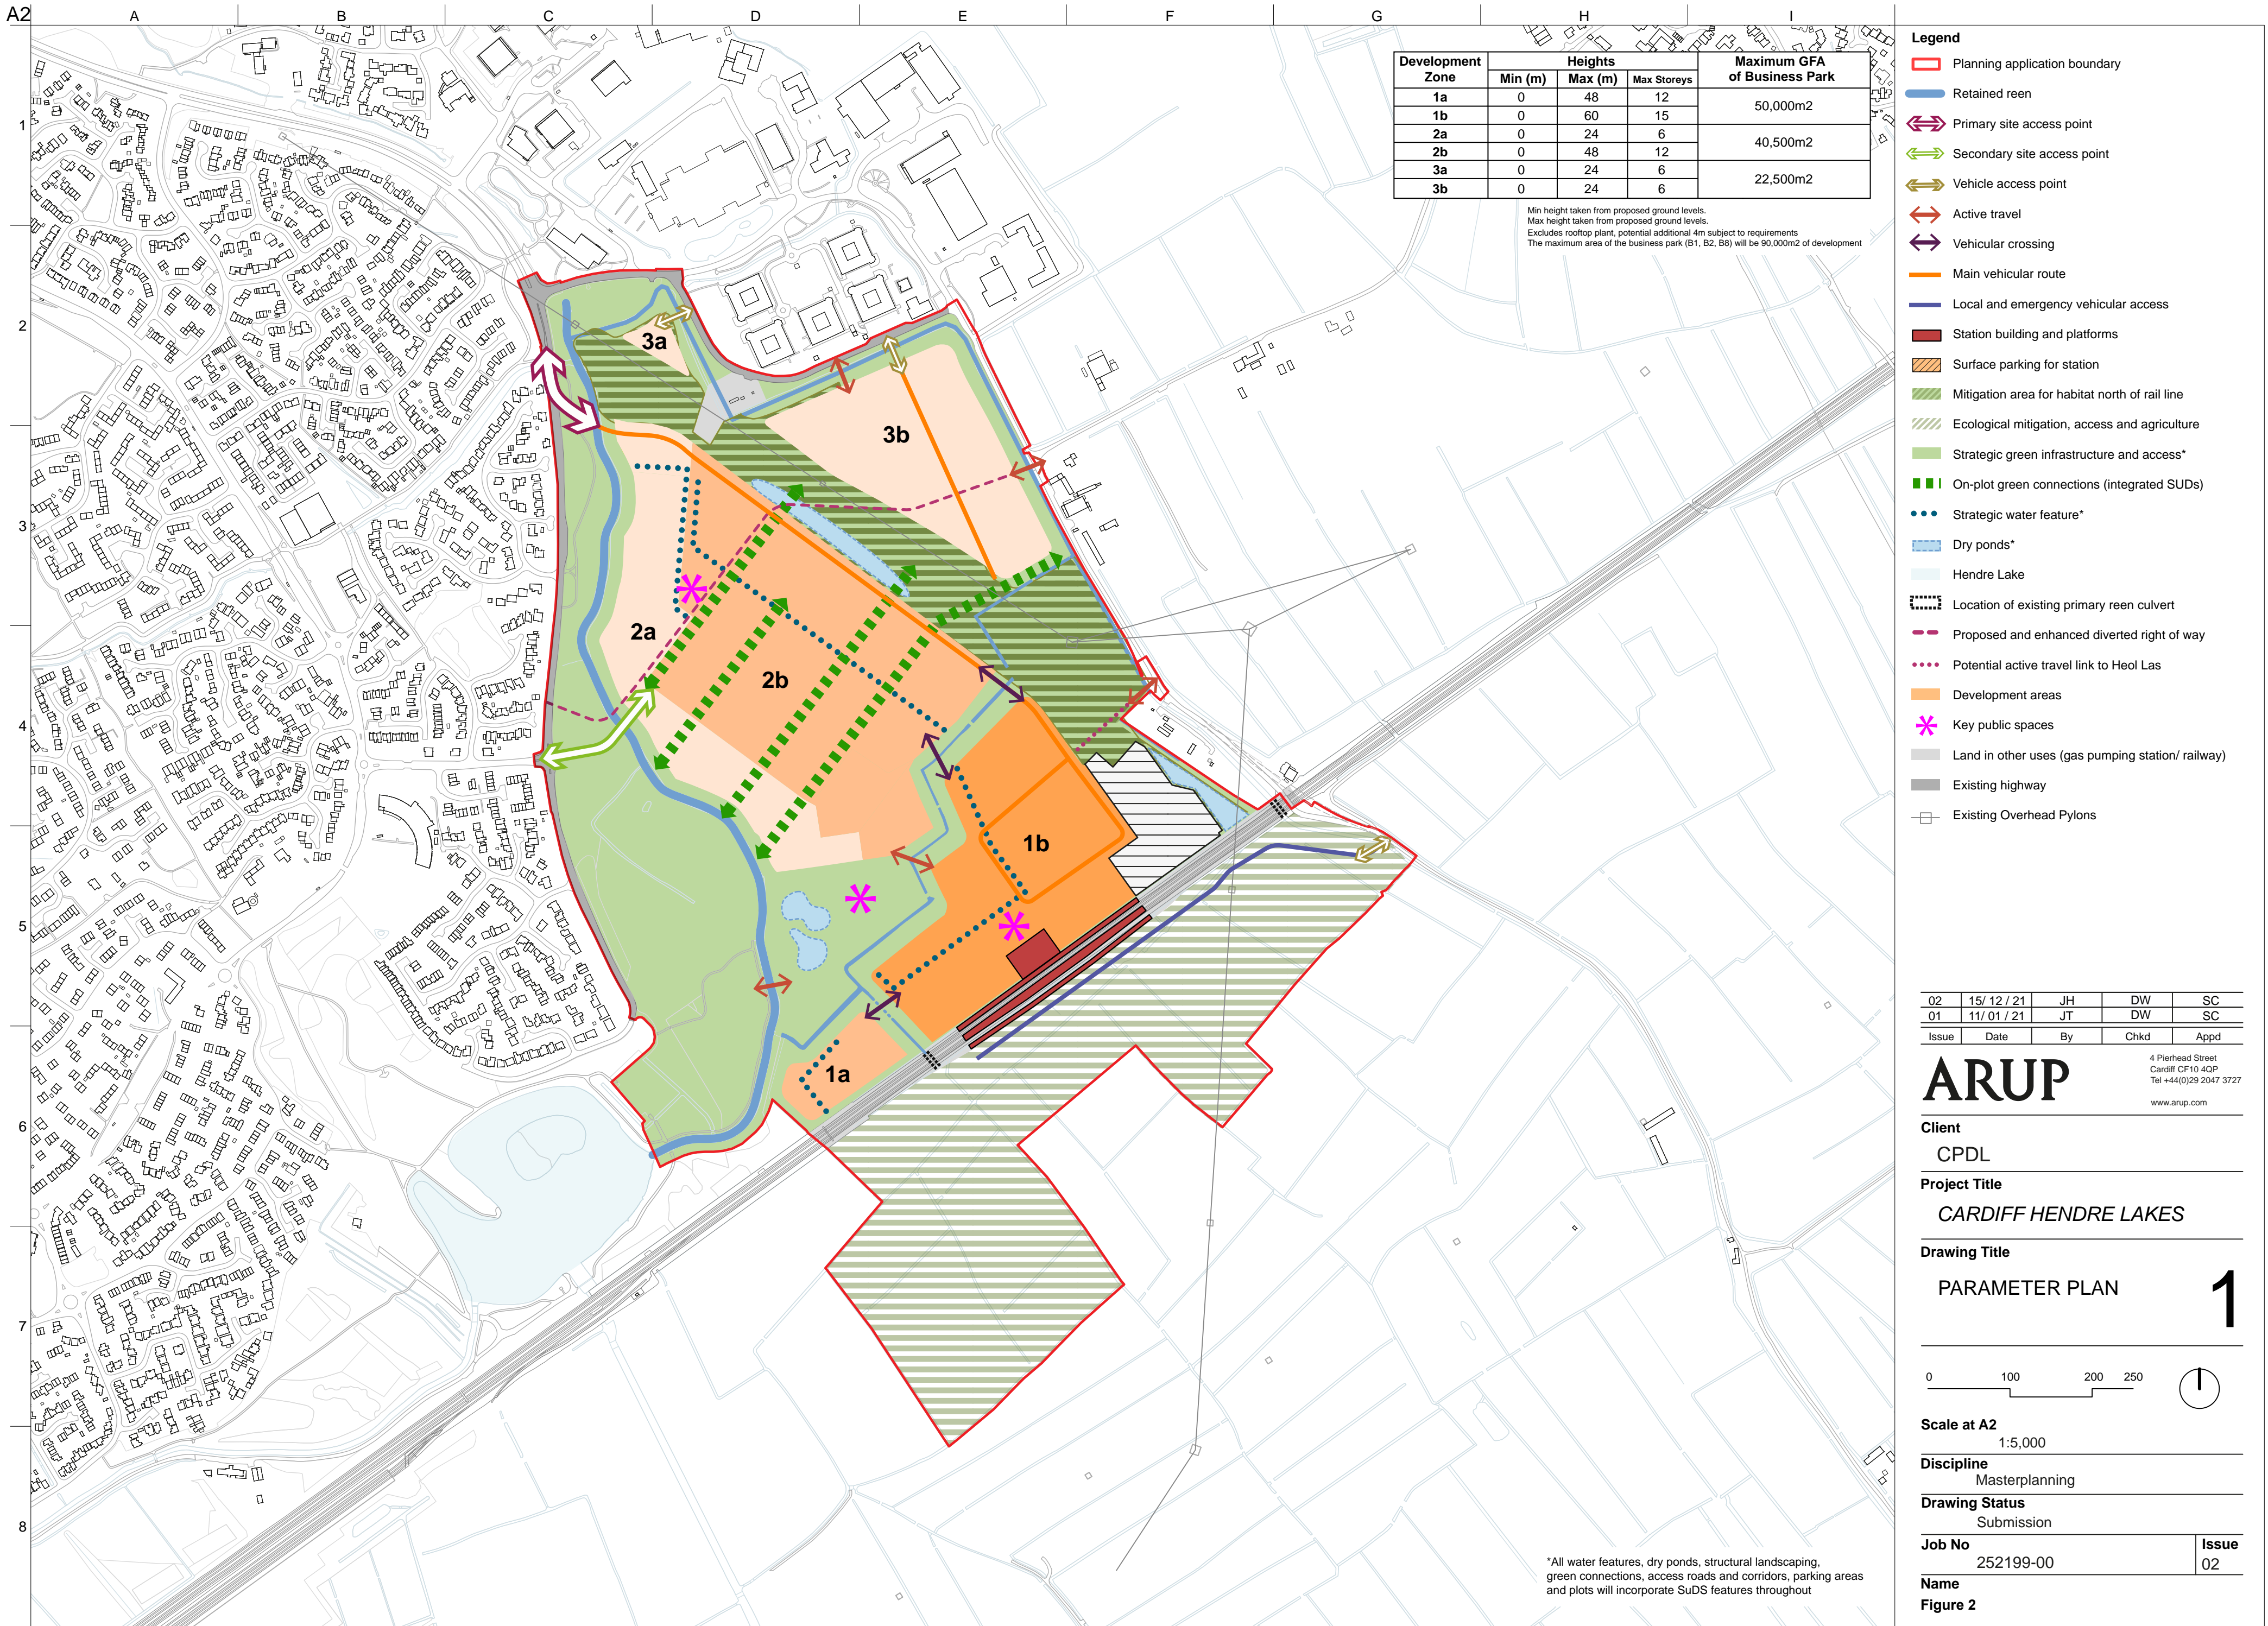 A2
A B C D E F G H I
1
2
3
4
5
6
7
8
Development Zone Heights Maximum GFA of Business Park
Min (m) Max (m) Max Storeys
1a 0 48 12 50,000m2
1b 0 60 15
2a 0 24 6 40,500m2
2b 0 48 12
3a 0 24 6 22,500m2
3b 0 24 6
Min height taken from proposed ground levels.
Max height taken from proposed ground levels.
Excludes rooftop plant, potential additional 4m subject to requirements
The maximum area of the business park (B1, B2, B8) will be 90,000m2 of development
3a
3b
2a
2b
1b
1a
*All water features, dry ponds, structural landscaping,
green connections, access roads and corridors, parking areas
and plots will incorporate SuDS features throughout
Legend
Planning application boundary
Retained reen
Primary site access point
Secondary site access point
Vehicle access point
Active travel
Vehicular crossing
Main vehicular route
Local and emergency vehicular access
Station building and platforms
Surface parking for station
Mitigation area for habitat north of rail line
Ecological mitigation, access and agriculture
Strategic green infrastructure and access*
On-plot green connections (integrated SUDs)
Strategic water feature*
Dry ponds*
Hendre Lake
Location of existing primary reen culvert
Proposed and enhanced diverted right of way
Potential active travel link to Heol Las
Development areas
Key public spaces
Land in other uses (gas pumping station/ railway)
Existing highway
Existing Overhead Pylons
02 15/ 12 / 21 JH DW SC
01 11/ 01 / 21 JT DW SC
Issue Date By Chkd Appd
ARUP
4 Pierhead Street
Cardiff CF10 4QP
Tel +44(0)29 2047 3727
www.arup.com
Client
CPDL
Project Title
CARDIFF HENDRE LAKES
Drawing Title
PARAMETER PLAN 1
0 100 200 250
Scale at A2
1:5,000
Discipline
Masterplanning
Drawing Status
Submission
Job No Issue
252199-00 02
Name
Figure 2